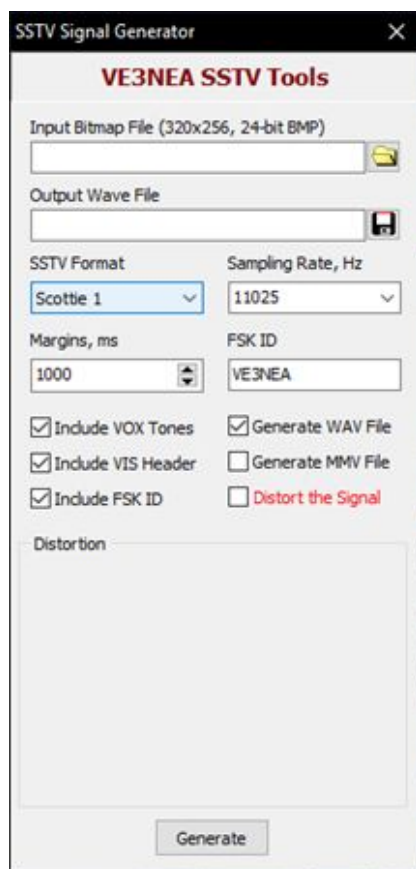 SSTV Signal Generator
VE3NEA SSTV Tools
Input Bitmap File (320x256, 24-bit BMP)
Output Wave File
SSTV Format Sampling Rate, Hz
Scottie 1 11025
Margins, ms FSK ID
1000 VE3NEA
Include VOX Tones Generate WAV File
Include VIS Header Generate MMV File
Include FSK ID Distort the Signal
Distortion
Generate